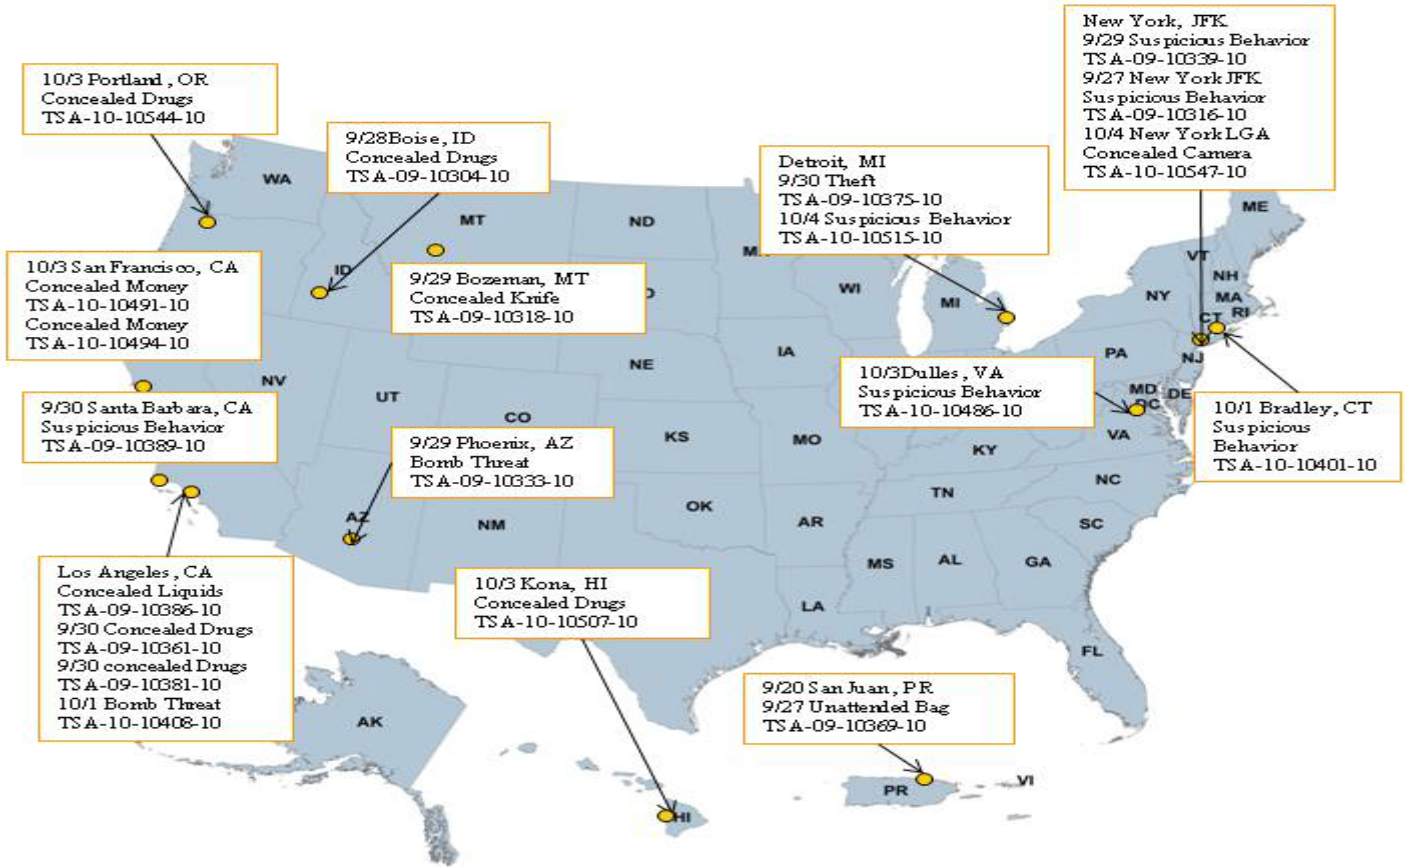 New York, JFK
9/29 Suspicious Behavior
TSA-09-10339-10
9/27 New York JFK
Suspicious Behavior
TSA-09-10316-10
10/4 New York LGA
Concealed Camera
TSA-10-10547-10
10/3 Portland, OR
Concealed Drugs
TSA-10-10544-10
9/28Boise, ID
Concealed Drugs
TSA-09-10304-10
Detroit, MI
9/30 Theft
TSA-09-10375-10
10/4 Suspicious Behavior
TSA-10-10515-10
10/3 San Francisco, CA
Concealed Money
TSA-10-10491-10
Concealed Money
TSA-10-10494-10
9/29 Bozeman, MT
Concealed Knife
TSA-09-10318-10
10/3Dulles, VA
Suspicious Behavior
TSA-10-10486-10
10/1 Bradley, CT
Suspicious
Behavior
TSA-10-10401-10
9/30 Santa Barbara, CA
Suspicious Behavior
TSA-09-10389-10
9/29 Phoenix, AZ
Bomb Threat
TSA-09-10333-10
Los Angeles, CA
Concealed Liquids
TSA-09-10386-10
9/30 Concealed Drugs
TSA-09-10361-10
9/30 concealed Drugs
TSA-09-10381-10
10/1 Bomb Threat
TSA-10-10408-10
10/3 Kona, HI
Concealed Drugs
TSA-10-10507-10
9/20 San Juan, PR
9/27 Unattended Bag
TSA-09-10369-10
WA
MT
ND
ID
WI
MI
NY
VT
NH
ME
MA
RI
CT
NV
UT
CO
NE
IA
PA
NJ
MD
DE
DC
KS
MO
KY
VA
AZ
NM
OK
AR
TN
NC
SC
MS
AL
GA
LA
FL
AK
HI
PR
VI